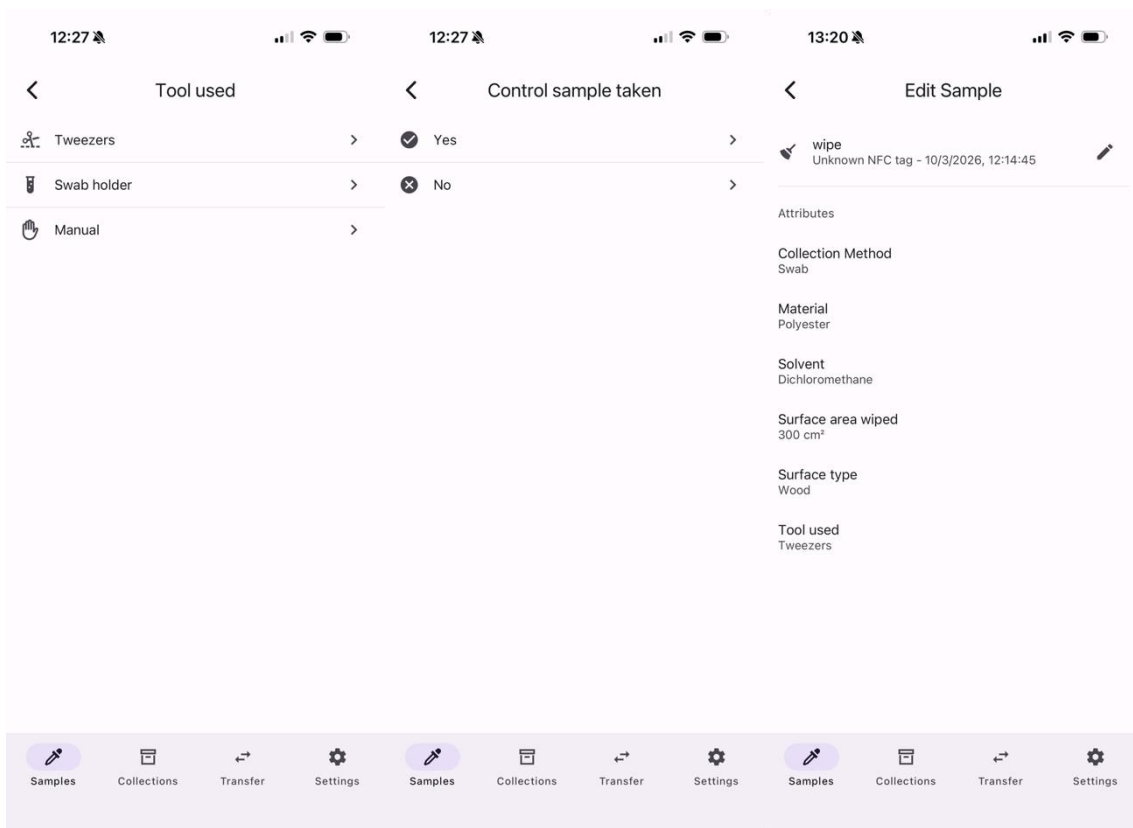 12:27
Tool used
Tweezers
Swab holder
Manual
Samples Collections Transfer Settings
12:27
Control sample taken
Yes
No
Samples Collections Transfer Settings
13:20
Edit Sample
wipe
Unknown NFC tag - 10/3/2026, 12:14:45
Attributes
Collection Method
Swab
Material
Polyester
Solvent
Dichloromethane
Surface area wiped
300 cm²
Surface type
Wood
Tool used
Tweezers
Samples Collections Transfer Settings